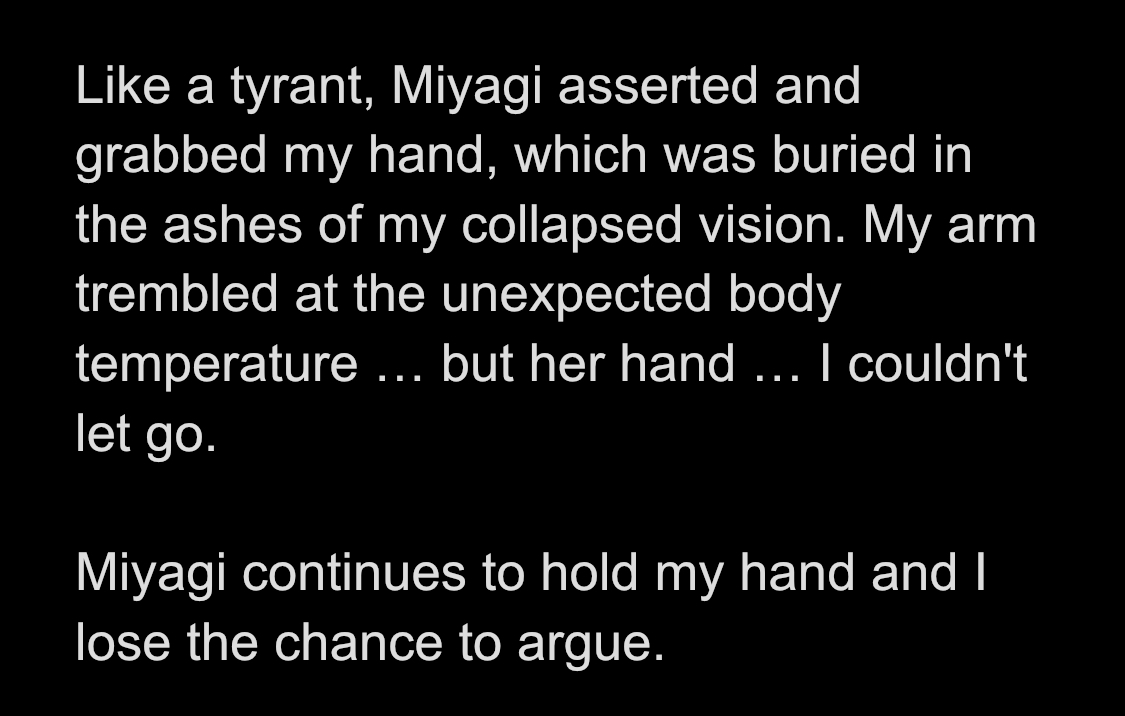 Like a tyrant, Miyagi asserted and
grabbed my hand, which was buried in
the ashes of my collapsed vision. My arm
trembled at the unexpected body
temperature … but her hand … I couldn't
let go.
Miyagi continues to hold my hand and I
lose the chance to argue.